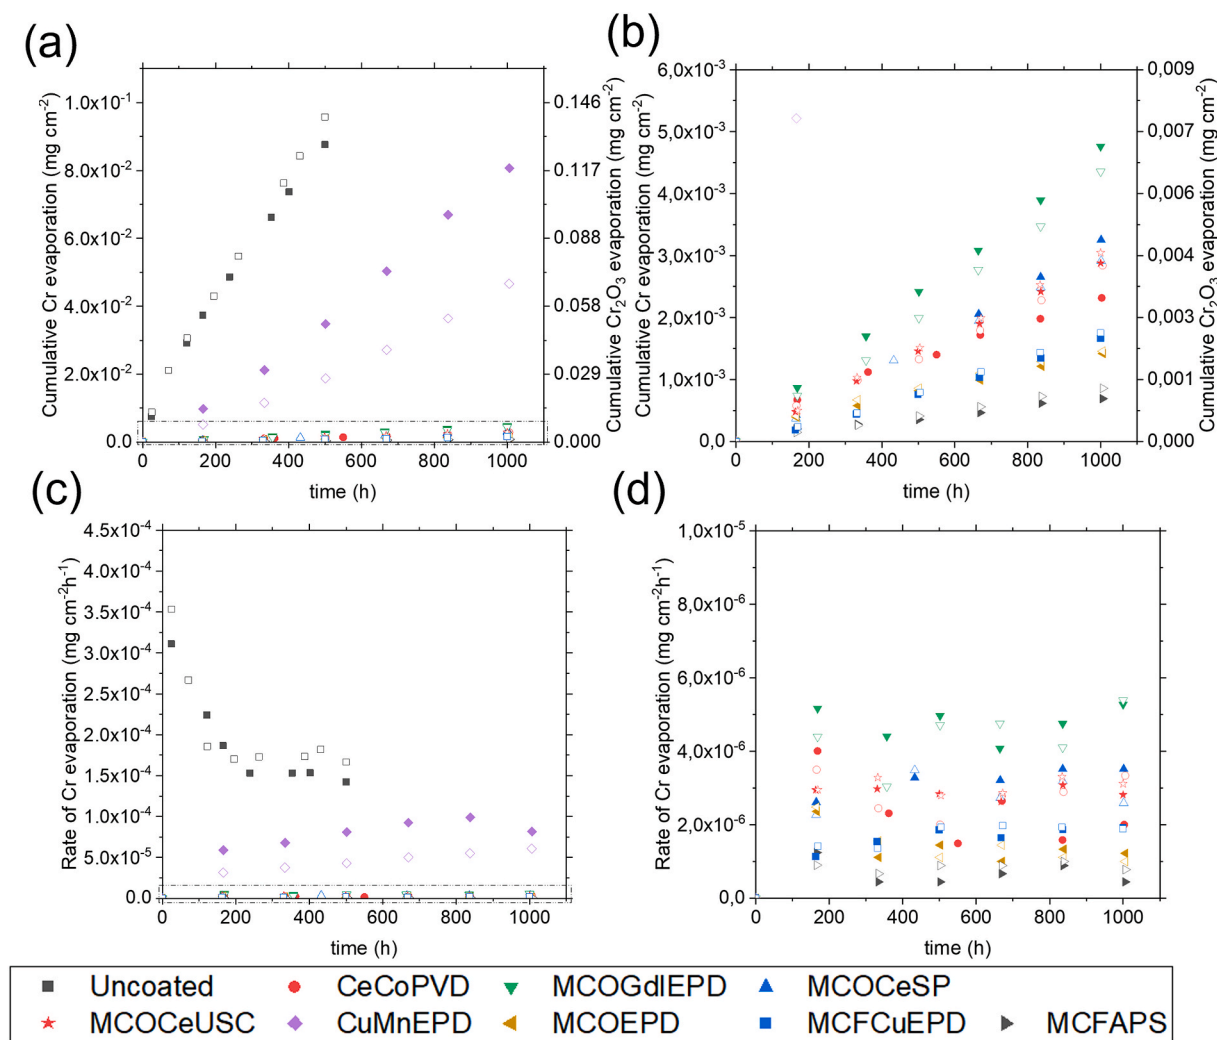 (a)
Cumulative Cr evaporation (mg cm⁻²)
1.0x10⁻¹
8.0x10⁻²
6.0x10⁻²
4.0x10⁻²
2.0x10⁻²
0.0
0 200 400 600 800 1000
time (h)
0.146
0.117
0.088
0.058
0.029
0.000
Cumulative Cr₂O₃ evaporation (mg cm⁻²)
(b)
Cumulative Cr evaporation (mg cm⁻²)
6,0x10⁻³
5,0x10⁻³
4,0x10⁻³
3,0x10⁻³
2,0x10⁻³
1,0x10⁻³
0,0
0 200 400 600 800 1000
time (h)
0,009
0,007
0,006
0,004
0,003
0,001
0,000
Cumulative Cr₂O₃ evaporation (mg cm⁻²)
(c)
Rate of Cr evaporation (mg cm⁻²h⁻¹)
4.5x10⁻⁴
4.0x10⁻⁴
3.5x10⁻⁴
3.0x10⁻⁴
2.5x10⁻⁴
2.0x10⁻⁴
1.5x10⁻⁴
1.0x10⁻⁴
5.0x10⁻⁵
0.0
0 200 400 600 800 1000
time (h)
(d)
Rate of Cr evaporation (mg cm⁻²h⁻¹)
1,0x10⁻⁵
8,0x10⁻⁶
6,0x10⁻⁶
4,0x10⁻⁶
2,0x10⁻⁶
0,0
0 200 400 600 800 1000
time (h)
Uncoated CeCoPVD MCOGdIEPD MCOCeSP
MCOCeUSC CuMnEPD MCOEPD MCFCuEPD MCFAPS